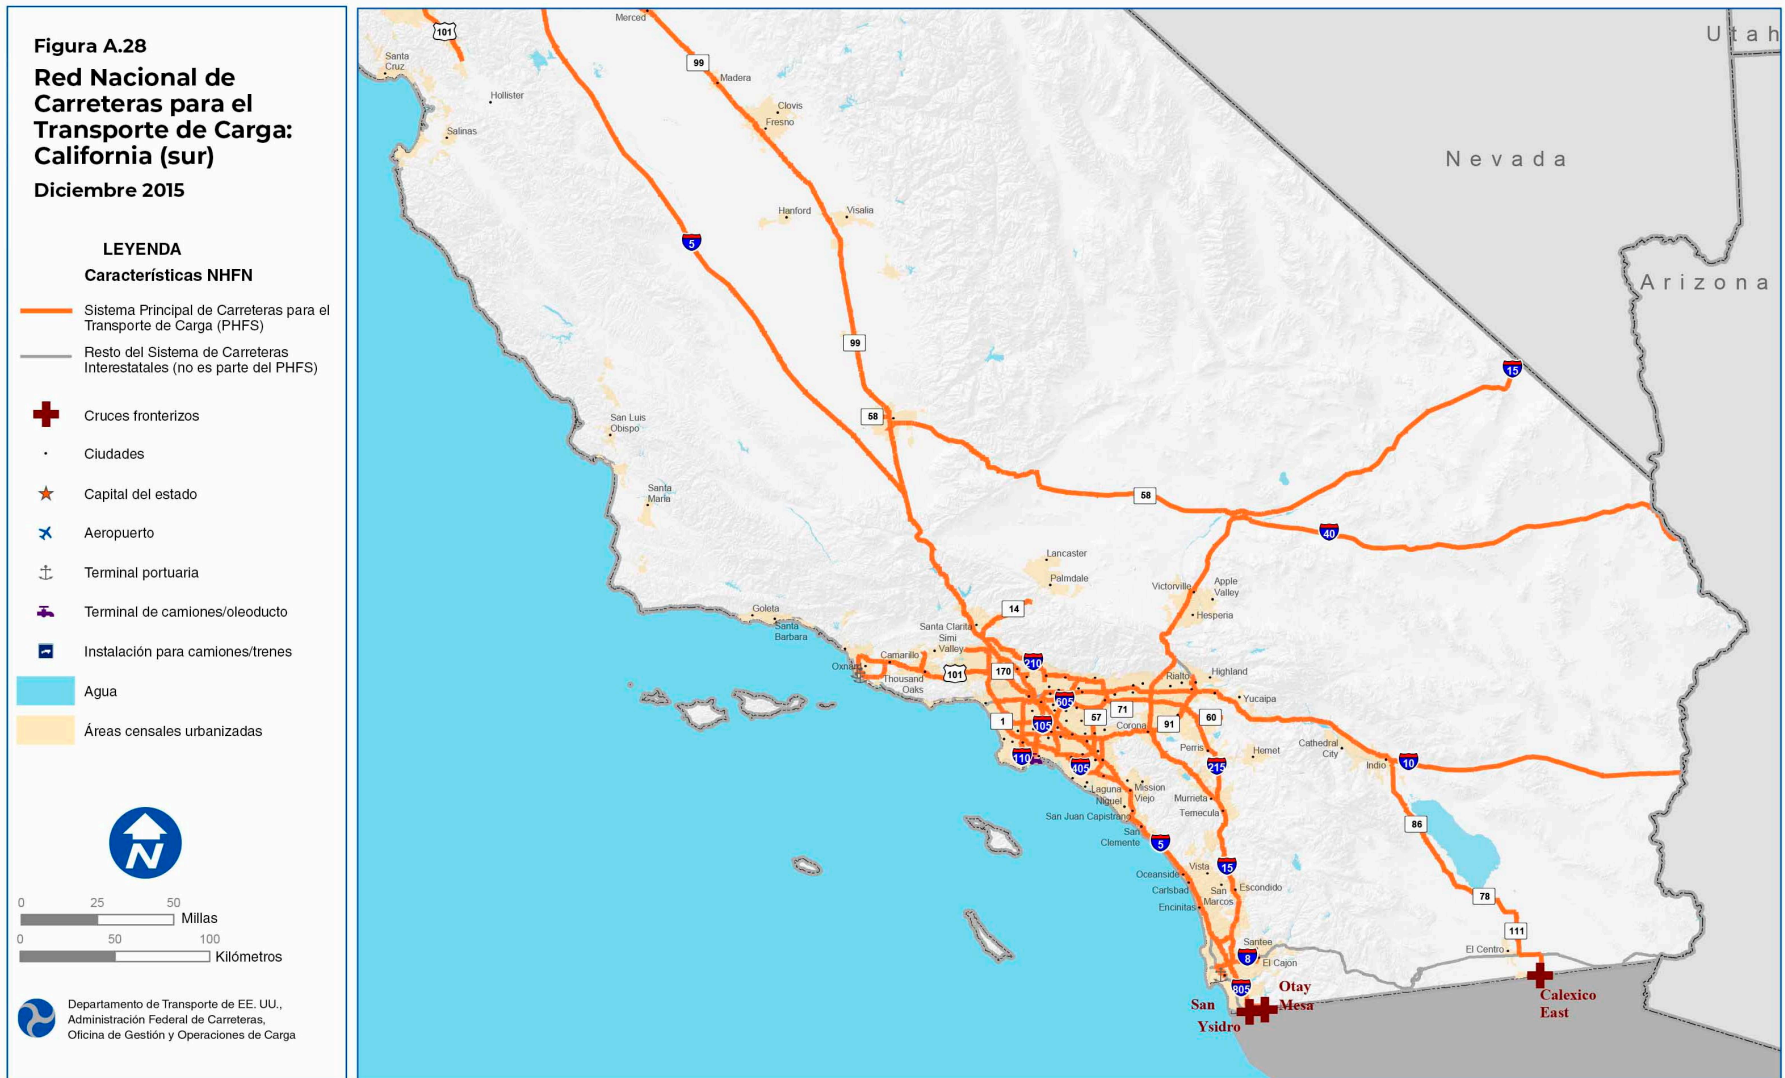 Figura A.28
Red Nacional de
Carreteras para el
Transporte de Carga:
California (sur)
Diciembre 2015
LEYENDA
Características NHFN
Sistema Principal de Carreteras para el
Transporte de Carga (PHFS)
Resto del Sistema de Carreteras
Interestatales (no es parte del PHFS)
Cruces fronterizos
Ciudades
Capital del estado
Aeropuerto
Terminal portuaria
Terminal de camiones/oleoducto
Instalación para camiones/trenes
Agua
Áreas censales urbanizadas
N
0 25 50
Millas
0 50 100
Kilómetros
Departamento de Transporte de EE. UU.,
Administración Federal de Carreteras,
Oficina de Gestión y Operaciones de Carga
Merced
101
Utah
Santa
Cruz
99
Madera
Hollister
Clovis
Fresno
Salinas
Nevada
Hanford
Visalia
5
Arizona
99
15
58
San Luis
Obispo
Santa
Maria
58
40
Lancaster
Palmdale
Victorville
Apple
Valley
Hesperia
14
Goleta
Santa
Barbara
Santa Clarita
Simi
Valley
Camarillo
Oxnard
Thousand
Oaks
101
170
210
Rialto
Highland
Yucaipa
605
71
57
1
105
Corona
91
60
110
405
Perris
215
Hemet
Cathedral
City
Indio
10
Laguna
Niguel
Mission
Viejo
Murrieta
Temecula
San Juan Capistrano
San
Clemente
86
5
15
Vista
Oceanside
Carlsbad
San
Marcos
Escondido
Encinitas
78
111
Santee
El Centro
8
El Cajon
805
San
Ysidro
Otay
Mesa
Calexico
East